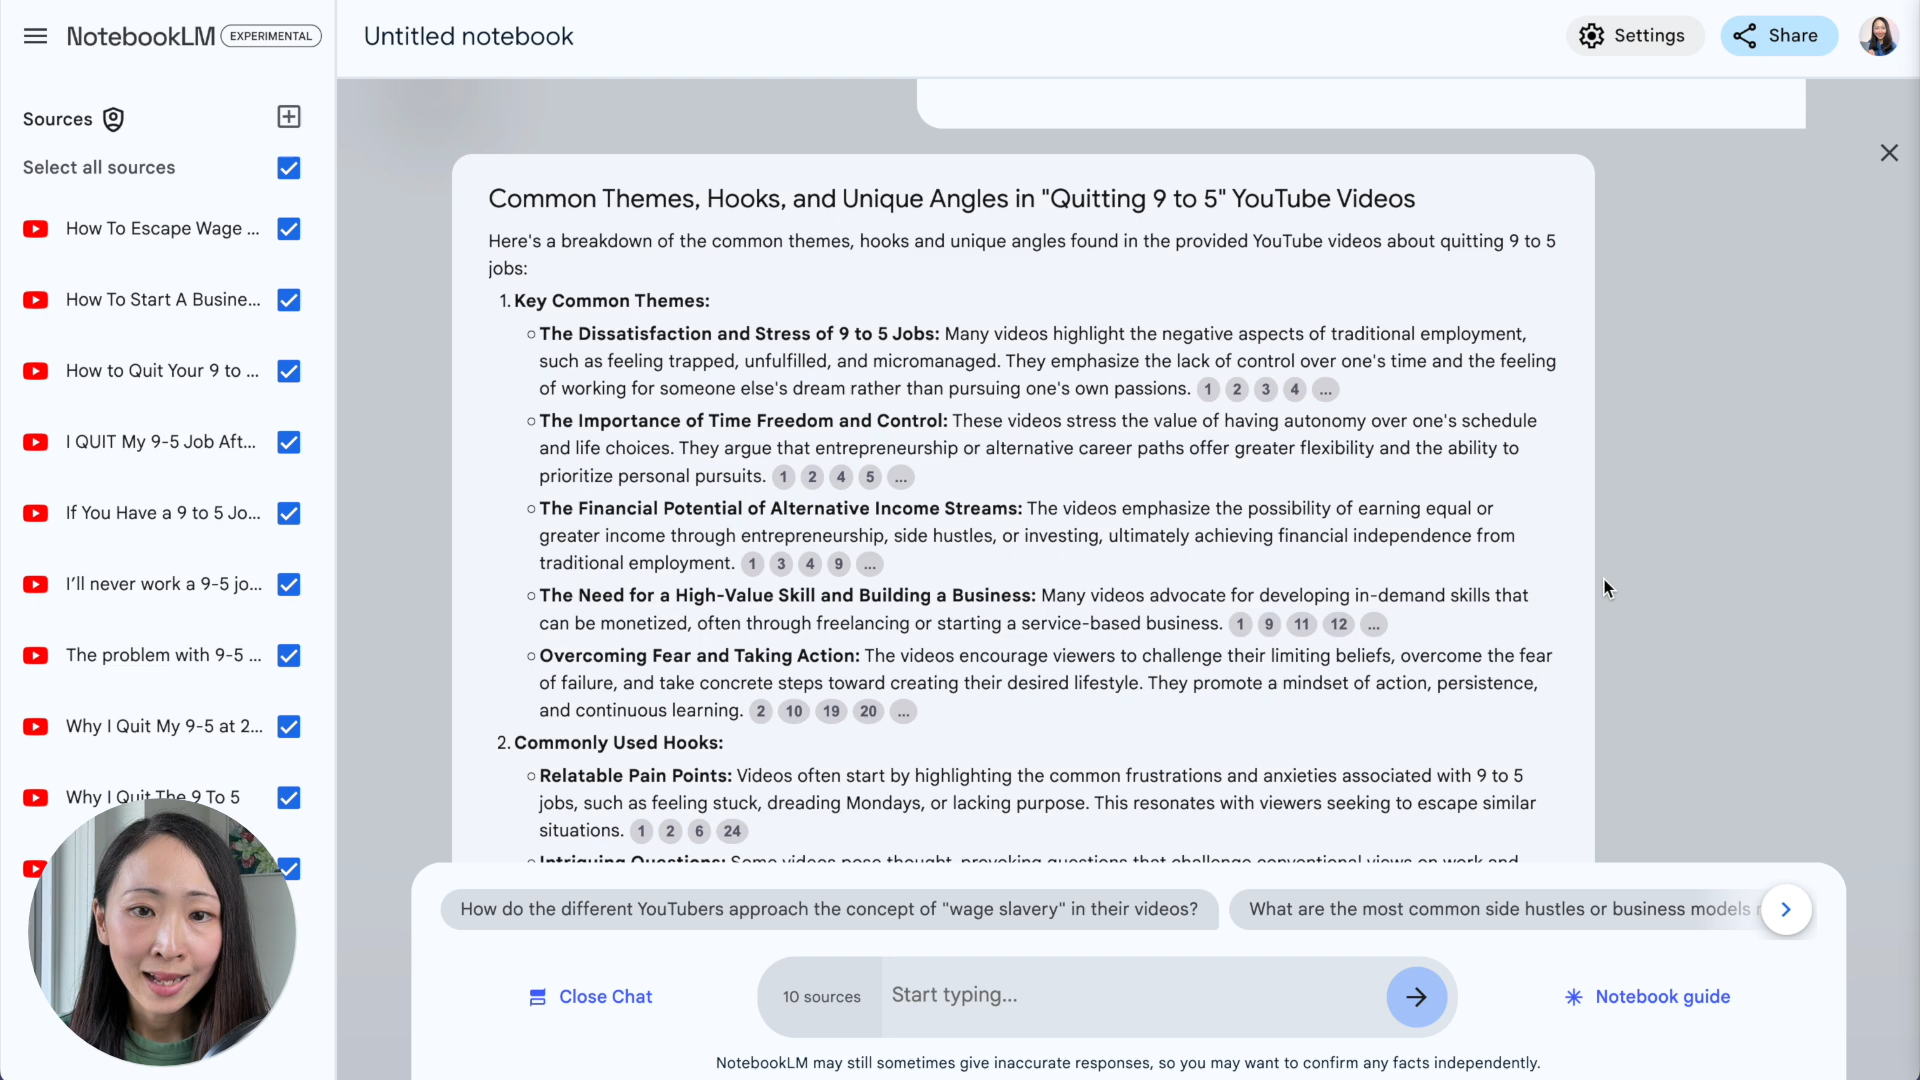 NotebookLM EXPERIMENTAL
Untitled notebook
Settings
Share
Sources
Select all sources
How To Escape Wage ...
How To Start A Busine...
How to Quit Your 9 to ...
I QUIT My 9-5 Job Aft...
If You Have a 9 to 5 Jo...
I'll never work a 9-5 jo...
The problem with 9-5 ...
Why I Quit My 9-5 at 2...
Why I Quit The 9 To 5
Common Themes, Hooks, and Unique Angles in "Quitting 9 to 5" YouTube Videos
Here's a breakdown of the common themes, hooks and unique angles found in the provided YouTube videos about quitting 9 to 5
jobs:
1. Key Common Themes:
○ The Dissatisfaction and Stress of 9 to 5 Jobs: Many videos highlight the negative aspects of traditional employment,
such as feeling trapped, unfulfilled, and micromanaged. They emphasize the lack of control over one's time and the feeling
of working for someone else's dream rather than pursuing one's own passions. 1 2 3 4 ...
○ The Importance of Time Freedom and Control: These videos stress the value of having autonomy over one's schedule
and life choices. They argue that entrepreneurship or alternative career paths offer greater flexibility and the ability to
prioritize personal pursuits. 1 2 4 5 ...
○ The Financial Potential of Alternative Income Streams: The videos emphasize the possibility of earning equal or
greater income through entrepreneurship, side hustles, or investing, ultimately achieving financial independence from
traditional employment. 1 3 4 9 ...
○ The Need for a High-Value Skill and Building a Business: Many videos advocate for developing in-demand skills that
can be monetized, often through freelancing or starting a service-based business. 1 9 11 12 ...
○ Overcoming Fear and Taking Action: The videos encourage viewers to challenge their limiting beliefs, overcome the fear
of failure, and take concrete steps toward creating their desired lifestyle. They promote a mindset of action, persistence,
and continuous learning. 2 10 19 20 ...
2. Commonly Used Hooks:
○ Relatable Pain Points: Videos often start by highlighting the common frustrations and anxieties associated with 9 to 5
jobs, such as feeling stuck, dreading Mondays, or lacking purpose. This resonates with viewers seeking to escape similar
situations. 1 2 6 24
○ Intriguing Questions: Some videos pose thought-provoking questions that challenge conventional views on work and
How do the different YouTubers approach the concept of "wage slavery" in their videos?
What are the most common side hustles or business models
Close Chat
10 sources
Start typing...
Notebook guide
NotebookLM may still sometimes give inaccurate responses, so you may want to confirm any facts independently.